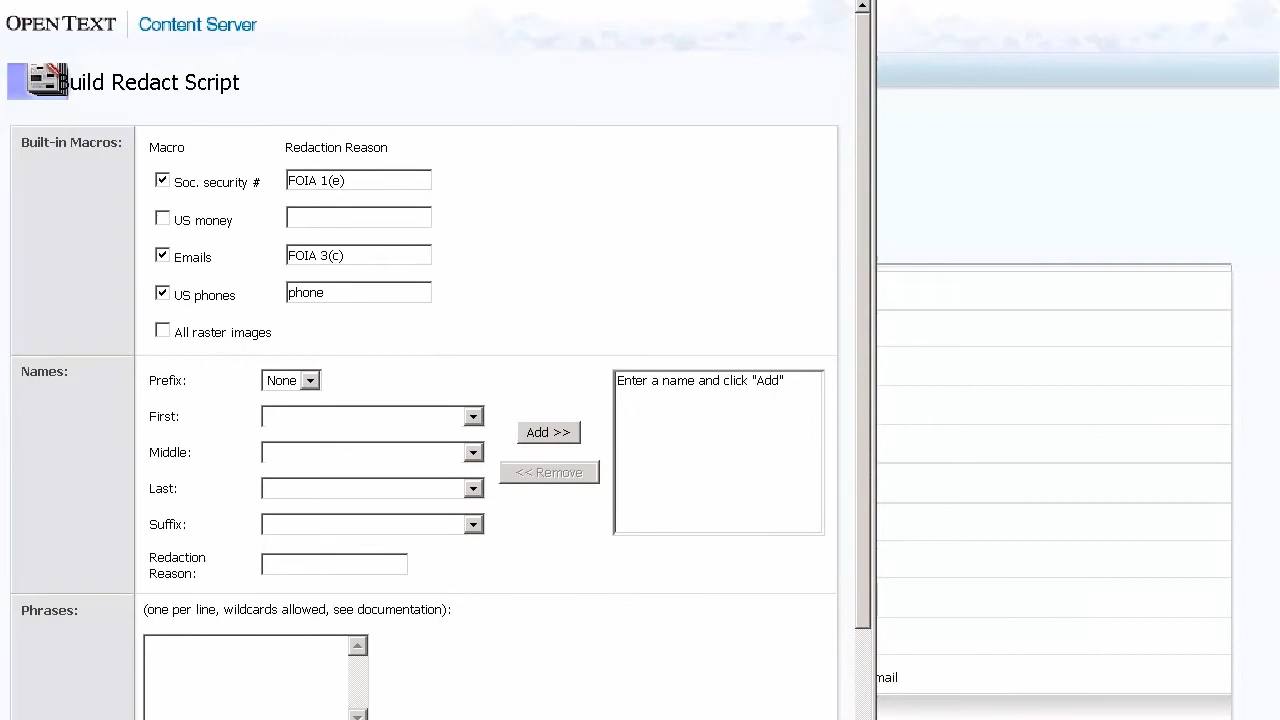 OPEN TEXT Content Server
Build Redact Script
Built-in Macros:
Macro Redaction Reason
Soc. security # FOIA 1(e)
US money
Emails FOIA 3(c)
US phones phone
All raster images
Names:
Prefix: None
Enter a name and click "Add"
First:
Add >>
Middle:
<< Remove
Last:
Suffix:
Redaction
Reason:
Phrases:
(one per line, wildcards allowed, see documentation):
mail